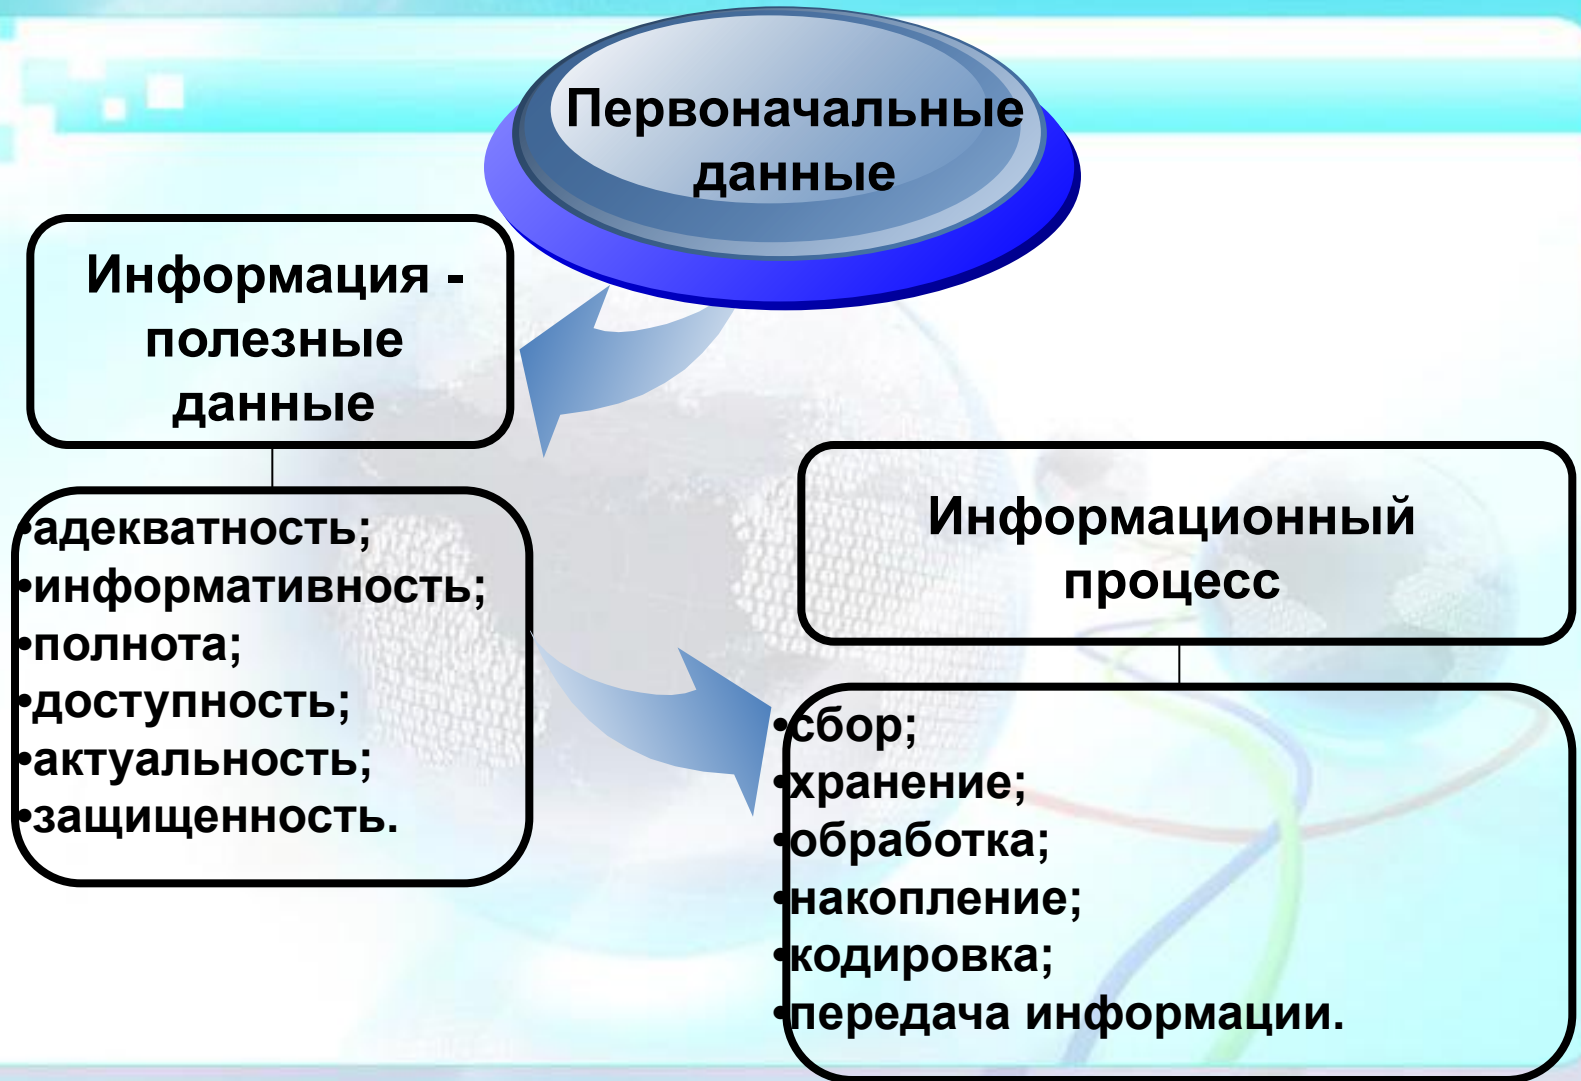 Первоначальные
данные
Информация -
полезные
данные
•адекватность;
•информативность;
•полнота;
•доступность;
•актуальность;
•защищенность.
Информационный
процесс
•сбор;
•хранение;
•обработка;
•накопление;
•кодировка;
•передача информации.